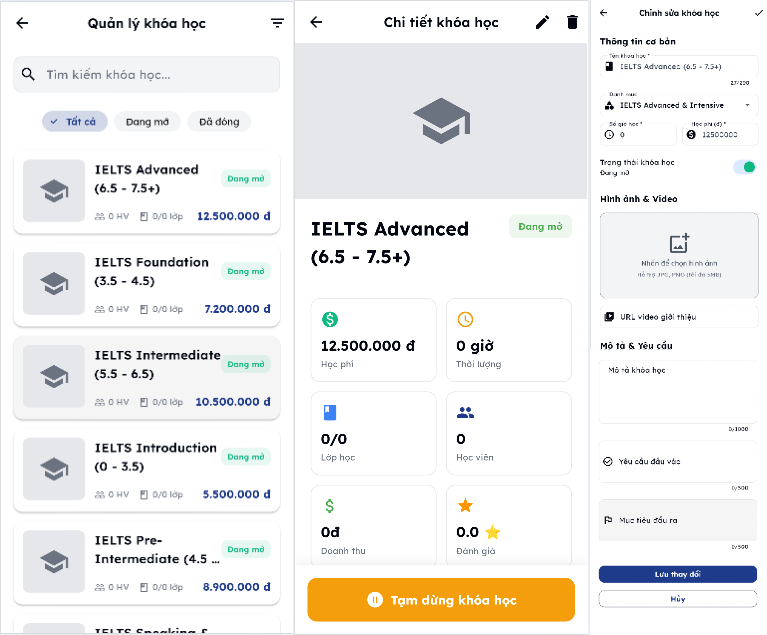 Quản lý khóa học
Tìm kiếm khóa học...
Tất cả
Đang mở
Đã đóng
IELTS Advanced
(6.5 - 7.5+)
Đang mở
0 HV
0/0 lớp
12.500.000 đ
IELTS Foundation
(3.5 - 4.5)
Đang mở
0 HV
0/0 lớp
7.200.000 đ
IELTS Intermediate
(5.5 - 6.5)
Đang mở
0 HV
0/0 lớp
10.500.000 đ
IELTS Introduction
(0 - 3.5)
Đang mở
0 HV
0/0 lớp
5.500.000 đ
IELTS Pre-
Intermediate (4.5 ...
Đang mở
0 HV
0/0 lớp
8.900.000 đ
IELTS Speaking &
Chi tiết khóa học
IELTS Advanced
(6.5 - 7.5+)
Đang mở
12.500.000 đ
Học phí
0 giờ
Thời lượng
0/0
Lớp học
0
Học viên
0đ
Doanh thu
0.0
Đánh giá
Tạm dừng khóa học
Chỉnh sửa khóa học
Thông tin cơ bản
Tên khóa học *
IELTS Advanced (6.5 - 7.5+)
27/200
Danh mục
IELTS Advanced & Intensive
Số giờ học *
0
Học phí (đ) *
12500000
Trạng thái khóa học
Đang mở
Hình ảnh & Video
Nhấn để chọn hình ảnh
Hỗ trợ JPG, PNG (tối đa 5MB)
URL video giới thiệu
Mô tả & Yêu cầu
Mô tả khóa học
0/1000
Yêu cầu đầu vào
0/500
Mục tiêu đầu ra
0/500
Lưu thay đổi
Hủy